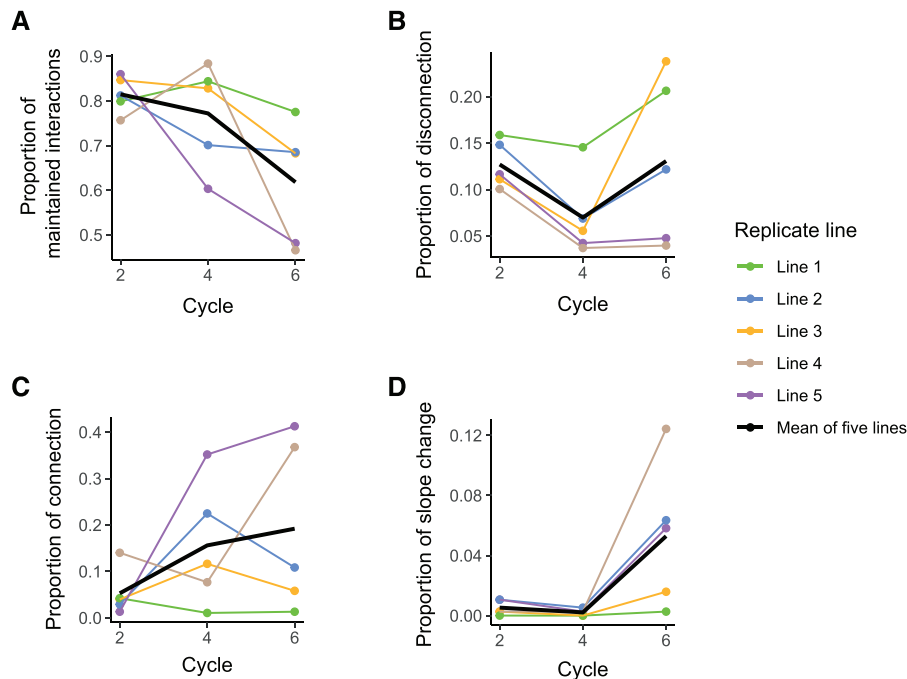 A
Proportion of
maintained interactions
0.9
0.8
0.7
0.6
0.5
2 4 6
Cycle
B
Proportion of disconnection
0.20
0.15
0.10
0.05
2 4 6
Cycle
C
Proportion of connection
0.4
0.3
0.2
0.1
0.0
2 4 6
Cycle
D
Proportion of slope change
0.12
0.08
0.04
0.00
2 4 6
Cycle
Replicate line
Line 1
Line 2
Line 3
Line 4
Line 5
Mean of five lines